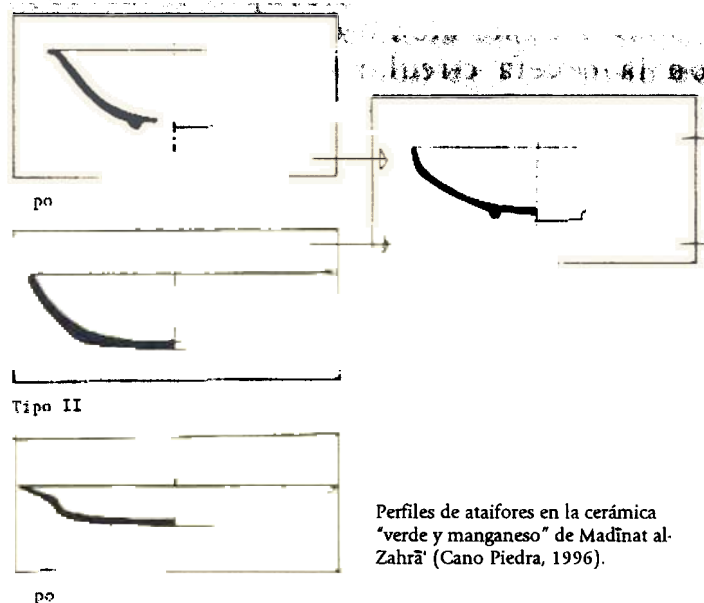 po
Tipo II
po
Perfiles de ataifores en la cerámica
"verde y manganeso" de Madīnat al-
Zahrā' (Cano Piedra, 1996).